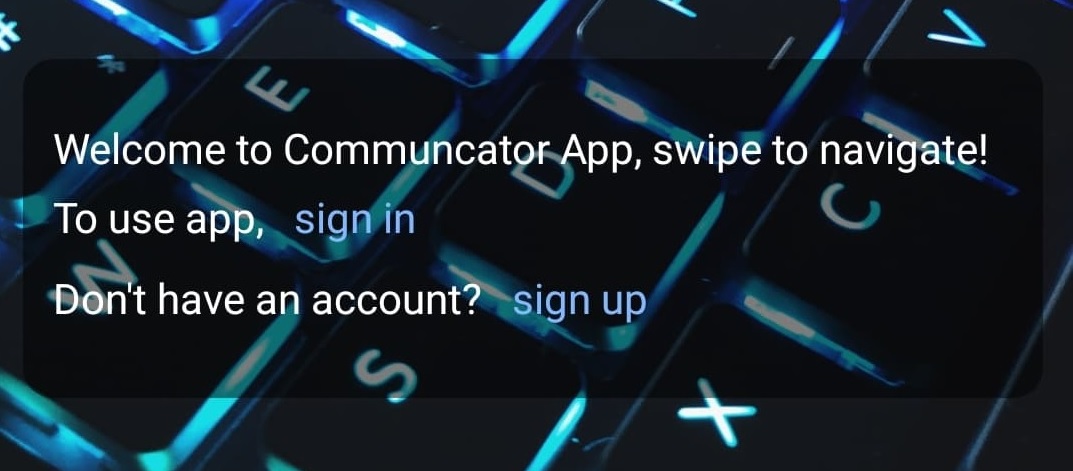 Welcome to Communcator App, swipe to navigate!
To use app, sign in
Don't have an account? sign up
#
*
E
V
D
C
W
S
X